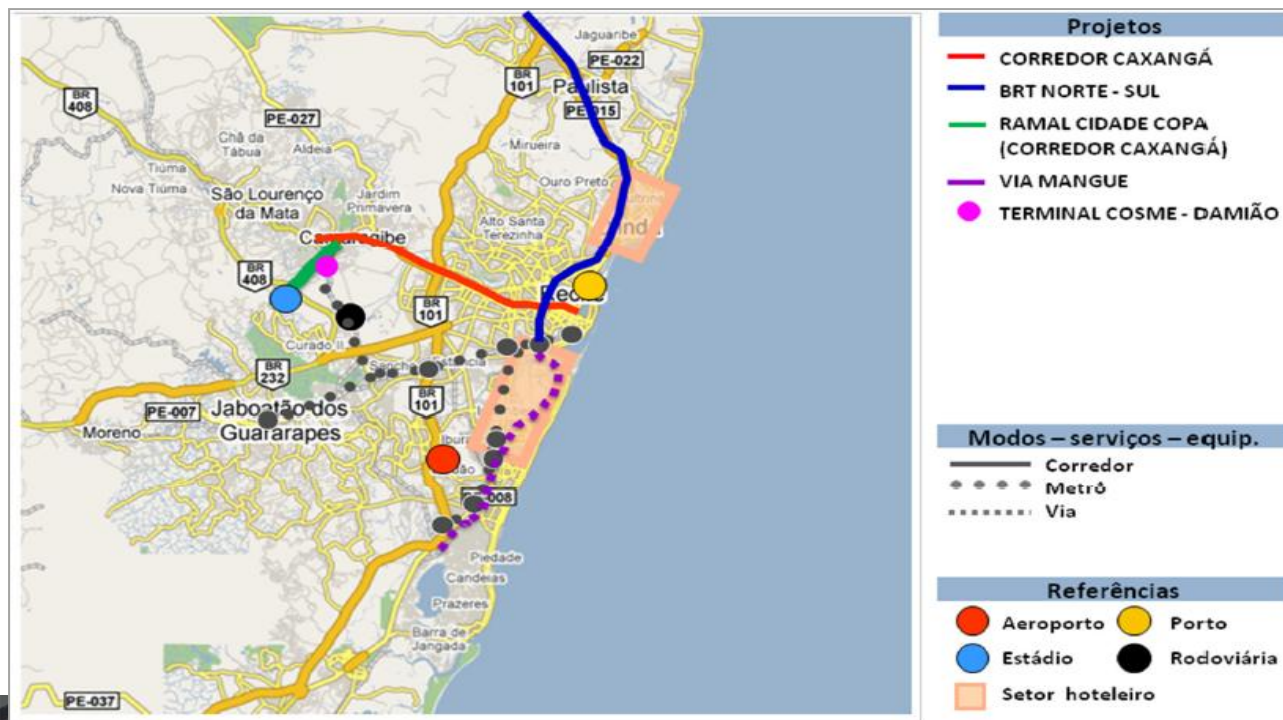 Jaguaribe
PE-022
BR
101
Paulista
BR
408
PE-015
PE-027
Chã da
Tábua
Aldeia
Mirueira
Tiúma
Ouro Preto
Nova Tiúma
São Lourenço
da Mata
Jardim
Primavera
Alto Santa
Terezinha
BR
408
BR
101
Curado II
BR
232
BR
101
PE-007
Jaboatão dos
Guararapes
Moreno
Piedade
Candeias
Prazeres
Barra de
Jangada
PE-037
Projetos
CORREDOR CAXANGÁ
BRT NORTE - SUL
RAMAL CIDADE COPA
(CORREDOR CAXANGÁ)
VIA MANGUE
TERMINAL COSME - DAMIÃO
Modos – serviços – equip.
Corredor
Metrô
Via
Referências
Aeroporto
Porto
Estádio
Rodoviária
Setor hoteleiro